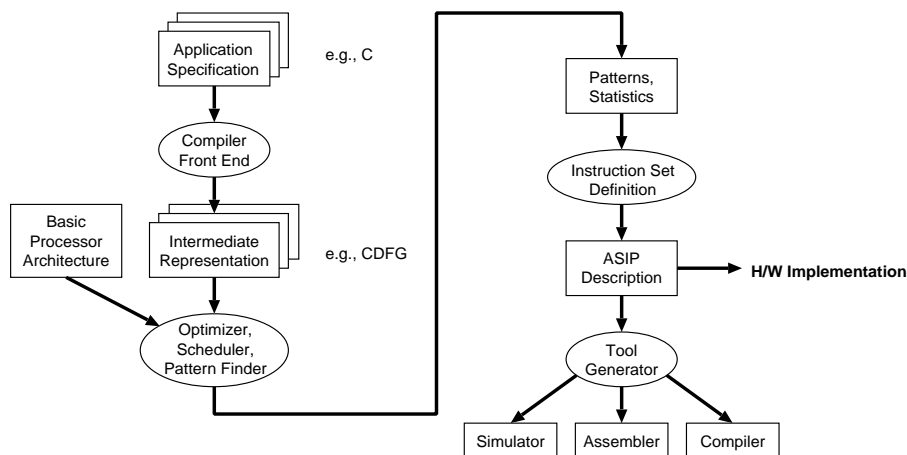 Application
Specification
e.g., C
Compiler
Front End
Basic
Processor
Architecture
Intermediate
Representation
e.g., CDFG
Optimizer,
Scheduler,
Pattern Finder
Patterns,
Statistics
Instruction Set
Definition
ASIP
Description
H/W Implementation
Tool
Generator
Simulator
Assembler
Compiler